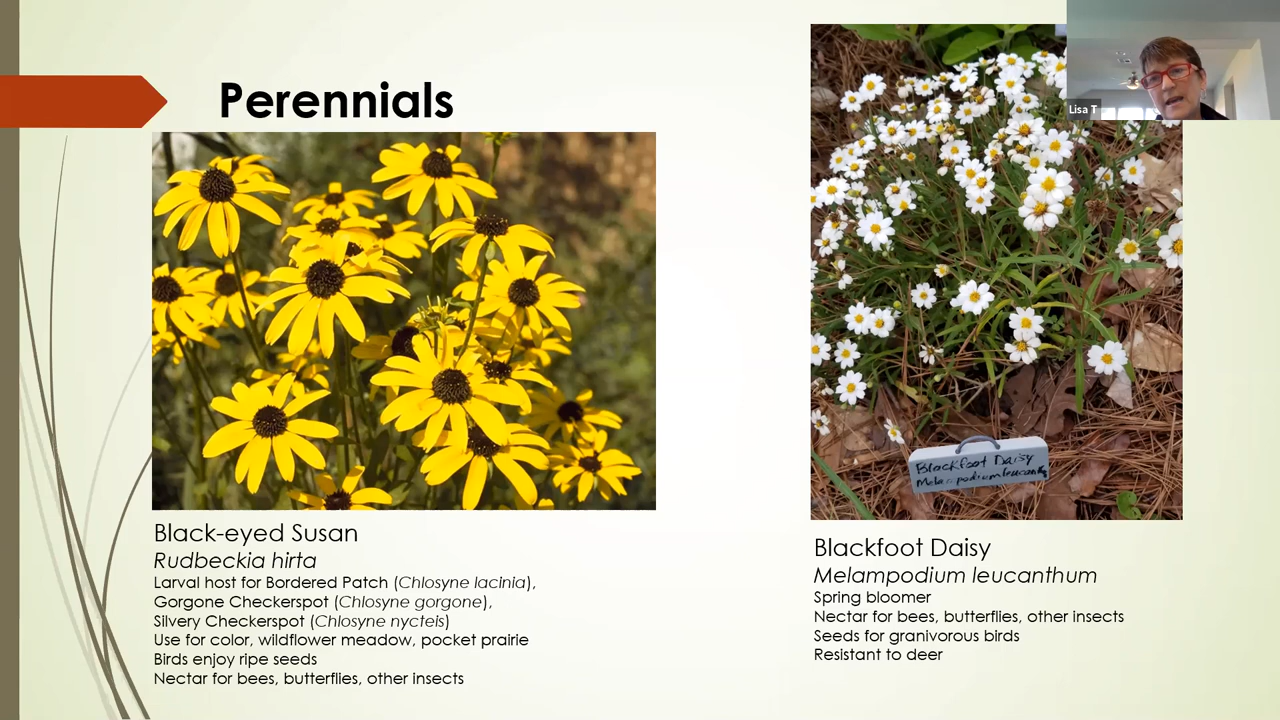 Perennials
Lisa T
Blackfoot Daisy
Melampodium leucanth
Black-eyed Susan
Rudbeckia hirta
Larval host for Bordered Patch (Chlosyne lacinia),
Gorgone Checkerspot (Chlosyne gorgone),
Silvery Checkerspot (Chlosyne nycteis)
Use for color, wildflower meadow, pocket prairie
Birds enjoy ripe seeds
Nectar for bees, butterflies, other insects
Blackfoot Daisy
Melampodium leucanthum
Spring bloomer
Nectar for bees, butterflies, other insects
Seeds for granivorous birds
Resistant to deer